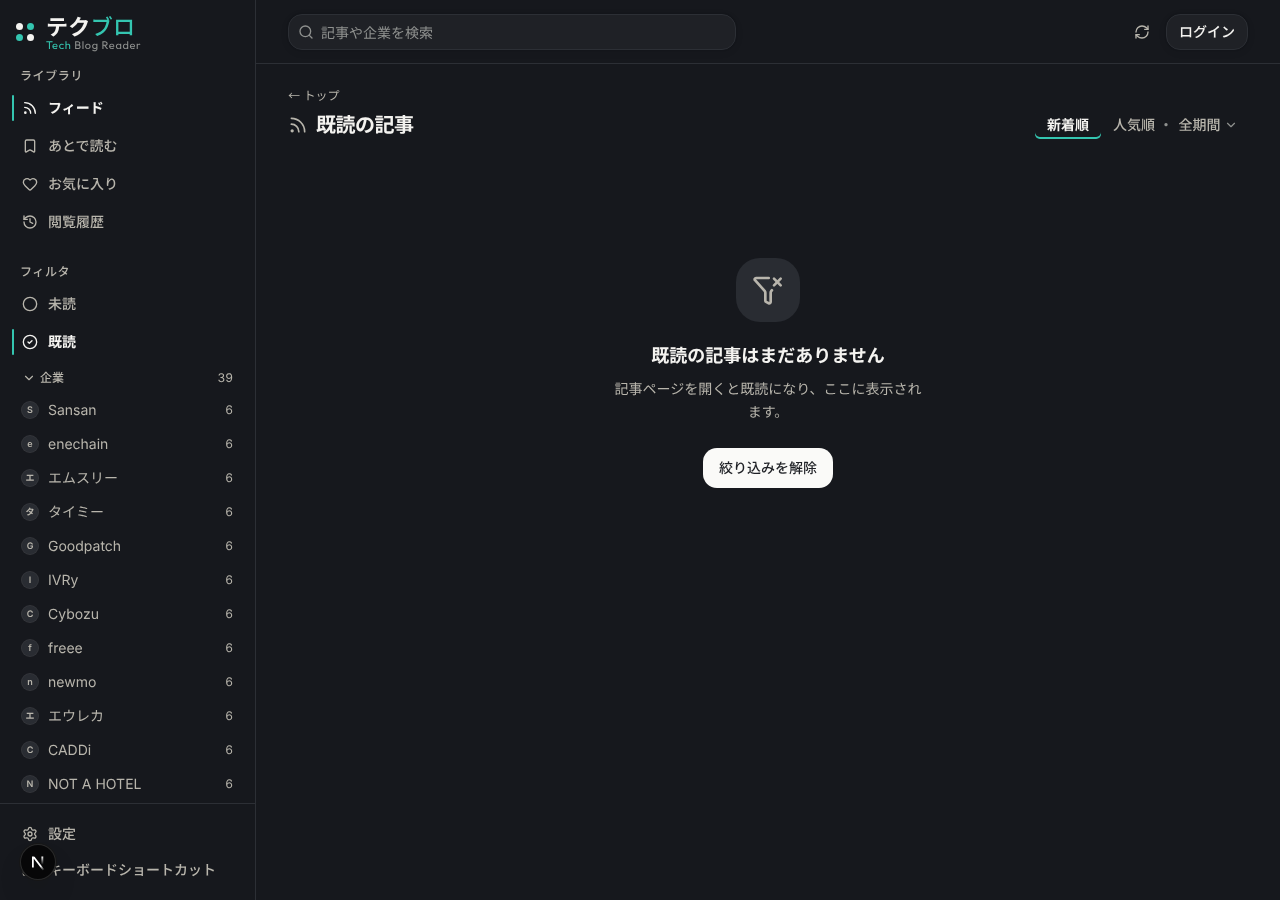 テクブロ
Tech Blog Reader
ライブラリ
フィード
あとで読む
お気に入り
閲覧履歴
フィルタ
未読
既読
企業 39
S Sansan 6
e enechain 6
エ エムスリー 6
タ タイミー 6
G Goodpatch 6
I IVRy 6
C Cybozu 6
f freee 6
n newmo 6
エ エウレカ 6
C CADDi 6
N NOT A HOTEL 6
設定
N キーボードショートカット
記事や企業を検索
ログイン
← トップ
既読の記事
新着順 人気順 • 全期間
既読の記事はまだありません
記事ページを開くと既読になり、ここに表示され
ます。
絞り込みを解除